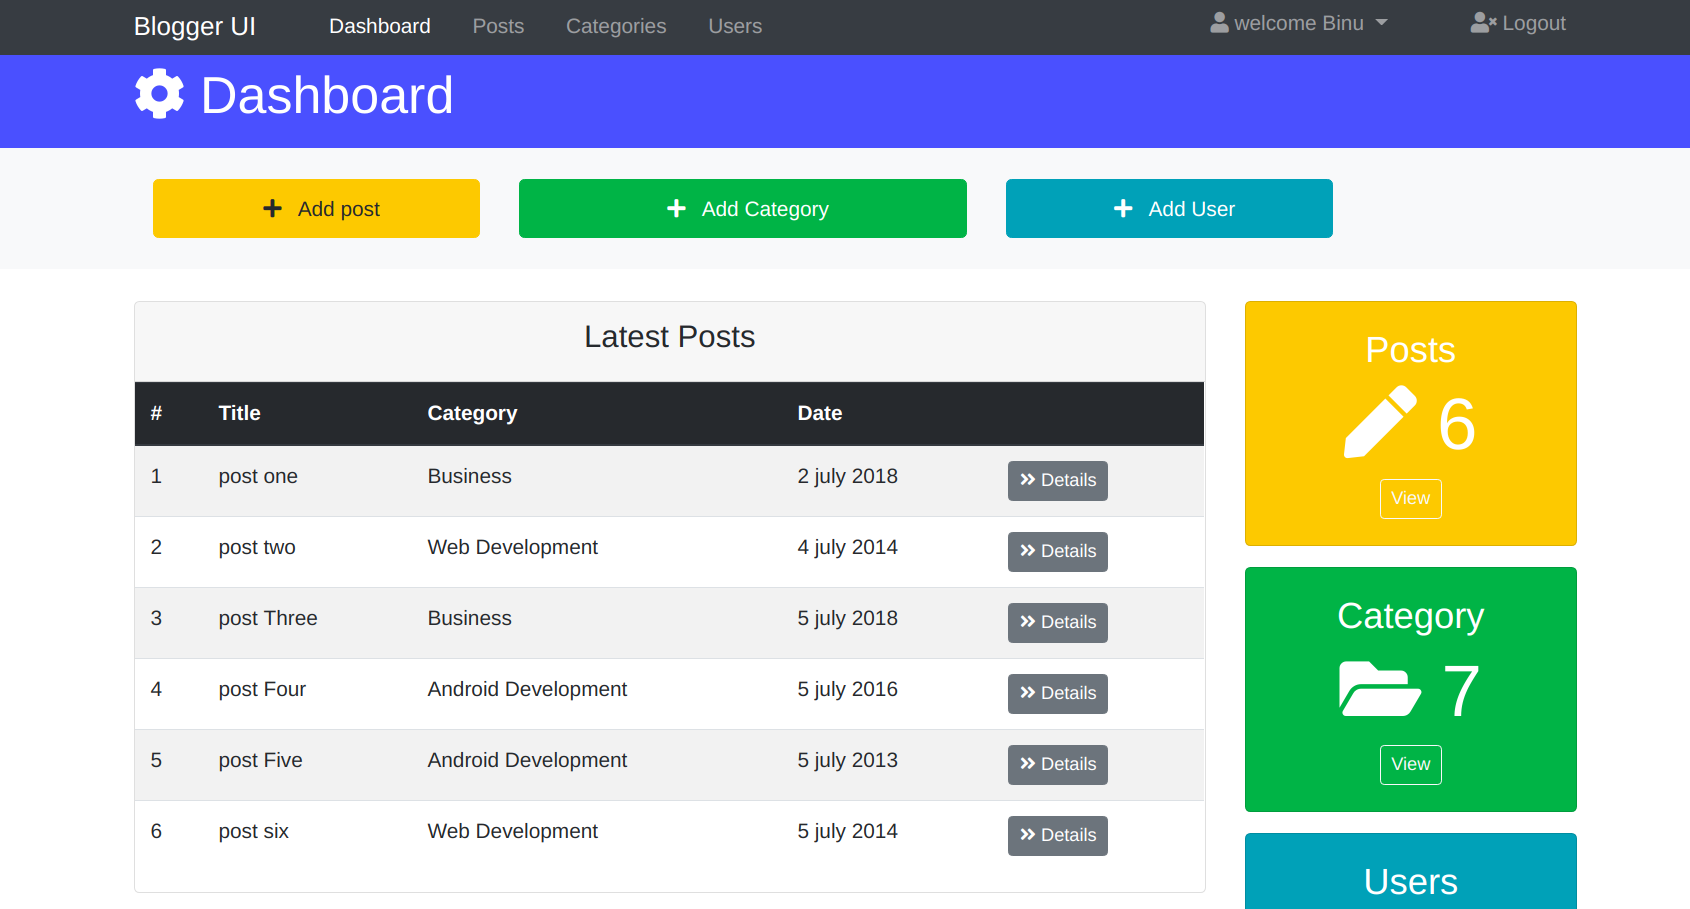 Blogger UI Dashboard Posts Categories Users welcome Binu Logout
Dashboard
Add post Add Category Add User
Latest Posts
# Title Category Date
1 post one Business 2 july 2018 Details
2 post two Web Development 4 july 2014 Details
3 post Three Business 5 july 2018 Details
4 post Four Android Development 5 july 2016 Details
5 post Five Android Development 5 july 2013 Details
6 post six Web Development 5 july 2014 Details
Posts
6
View
Category
7
View
Users